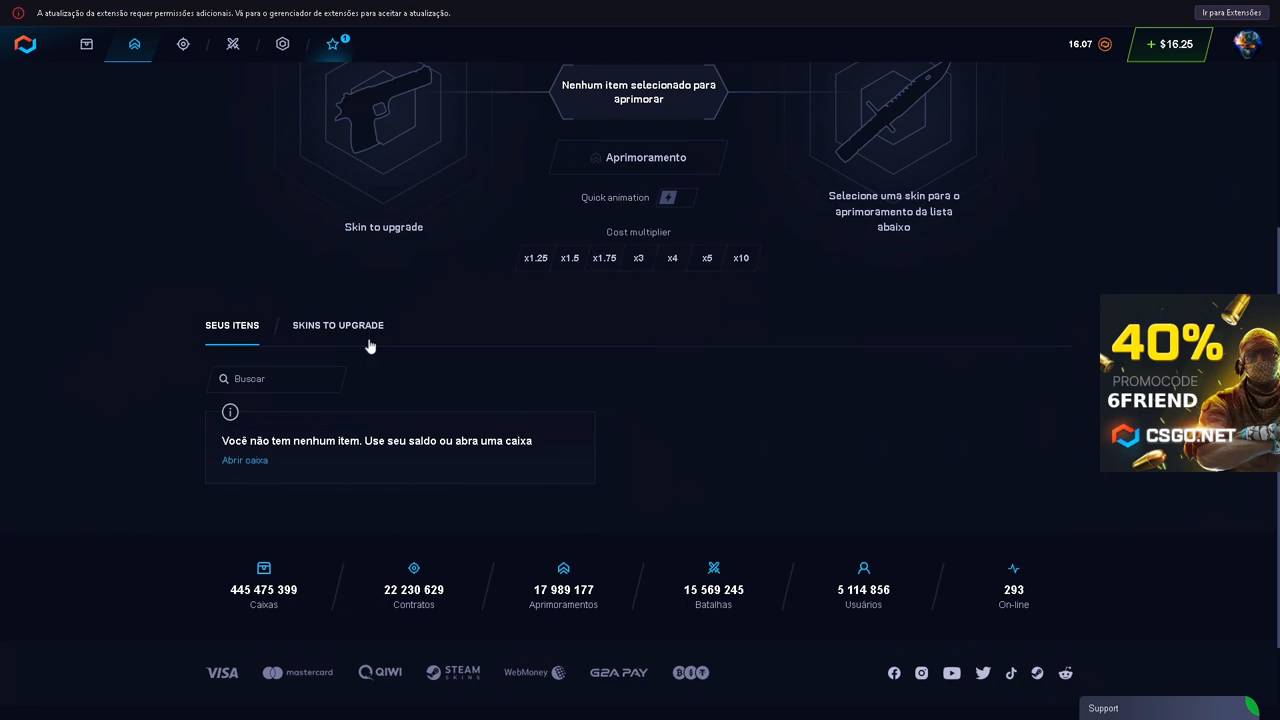 A atualização da extensão requer permissões adicionais. Vá para o gerenciador de extensões para aceitar a atualização.
Ir para Extensões
1
16.07
+ $16.25
Nenhum item selecionado para
aprimorar
Aprimoramento
Quick animation
Skin to upgrade
Selecione uma skin para o
aprimoramento da lista
abaixo
Cost multiplier
x1.25 x1.5 x1.75 x3 x4 x5 x10
SEUS ITENS
SKINS TO UPGRADE
Buscar
Você não tem nenhum item. Use seu saldo ou abra uma caixa
Abrir caixa
40%
PROMOCODE
6FRIEND
CSGO.NET
445 475 399
Caixas
22 230 629
Contratos
17 989 177
Aprimoramentos
15 569 245
Batalhas
5 114 856
Usuários
293
On-line
VISA
mastercard
QIWI
STEAM
SKINS
WebMoney
G2A PAY
Support